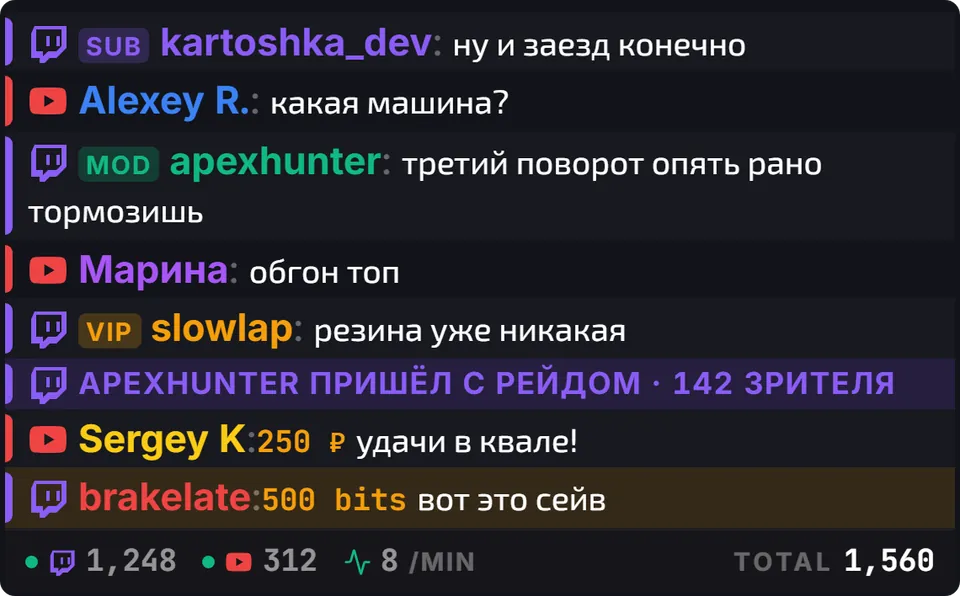 SUB kartoshka_dev: ну и заезд конечно
Alexey R.: какая машина?
MOD apexhunter: третий поворот опять рано
тормозишь
Марина: обгон топ
VIP slowlap: резина уже никакая
APEXHUNTER ПРИШЁЛ С РЕЙДОМ · 142 ЗРИТЕЛЯ
Sergey K:250 ₽ удачи в квале!
brakelate:500 bits вот это сейв
1,248 312 8 /MIN TOTAL 1,560